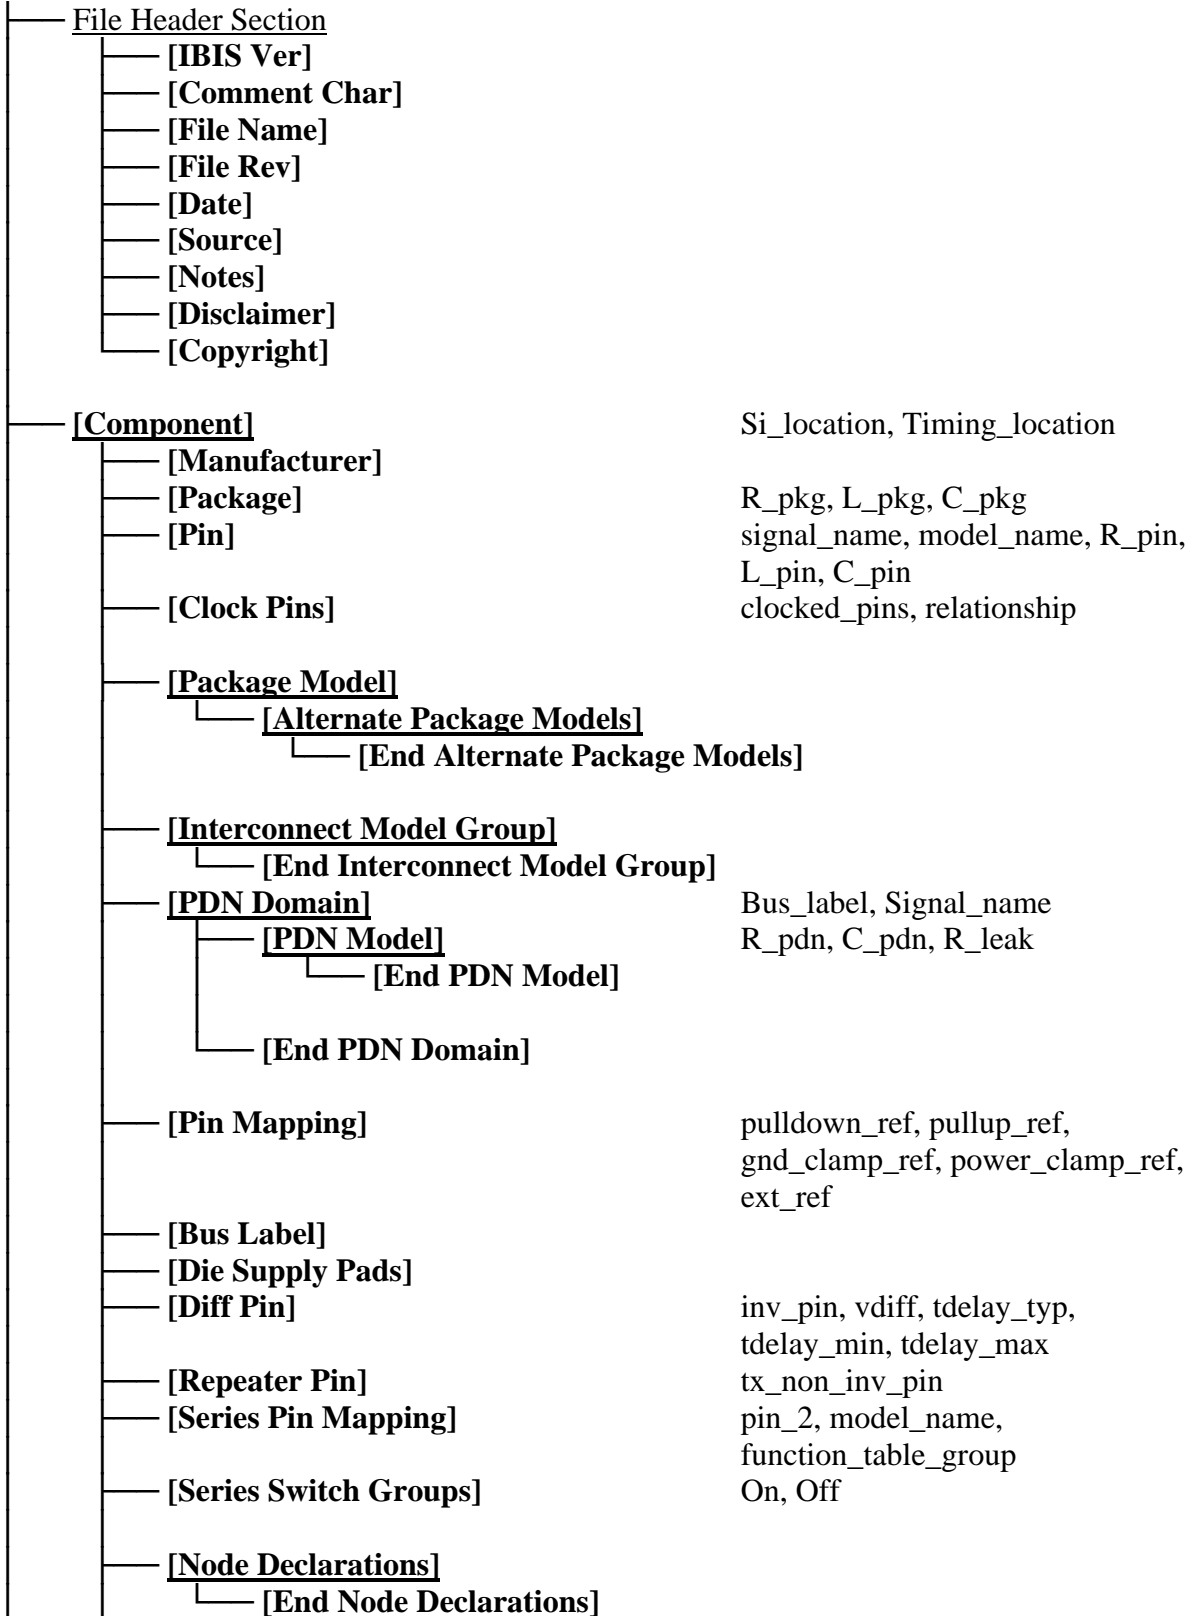 File Header Section
[IBIS Ver]
[Comment Char]
[File Name]
[File Rev]
[Date]
[Source]
[Notes]
[Disclaimer]
[Copyright]
[Component] Si_location, Timing_location
[Manufacturer]
[Package] R_pkg, L_pkg, C_pkg
[Pin] signal_name, model_name, R_pin,
L_pin, C_pin
[Clock Pins] clocked_pins, relationship
[Package Model]
[Alternate Package Models]
[End Alternate Package Models]
[Interconnect Model Group]
[End Interconnect Model Group]
[PDN Domain] Bus_label, Signal_name
[PDN Model] R_pdn, C_pdn, R_leak
[End PDN Model]
[End PDN Domain]
[Pin Mapping] pulldown_ref, pullup_ref,
gnd_clamp_ref, power_clamp_ref,
ext_ref
[Bus Label]
[Die Supply Pads]
[Diff Pin] inv_pin, vdiff, tdelay_typ,
tdelay_min, tdelay_max
[Repeater Pin] tx_non_inv_pin
[Series Pin Mapping] pin_2, model_name,
function_table_group
[Series Switch Groups] On, Off
[Node Declarations]
[End Node Declarations]